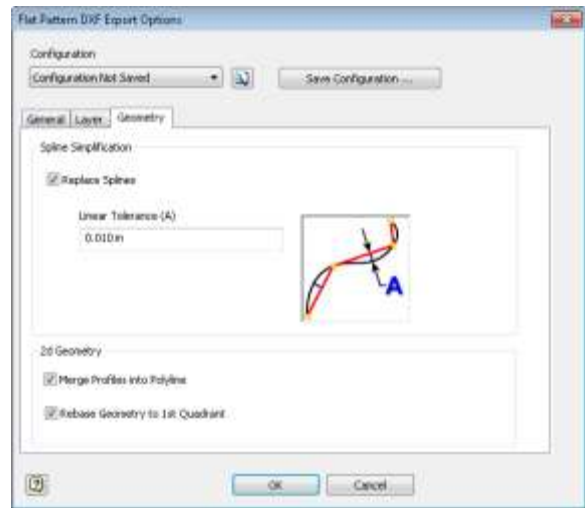 Flat Pattern DXF Export Options
Configuration
Configuration Not Saved
Save Configuration ...
General Layer Geometry
Spline Simplification
Replace Splines
Linear Tolerance (A)
0.010 in
A
2d Geometry
Merge Profiles into Polyline
Rebase Geometry to 1st Quadrant
?
OK Cancel